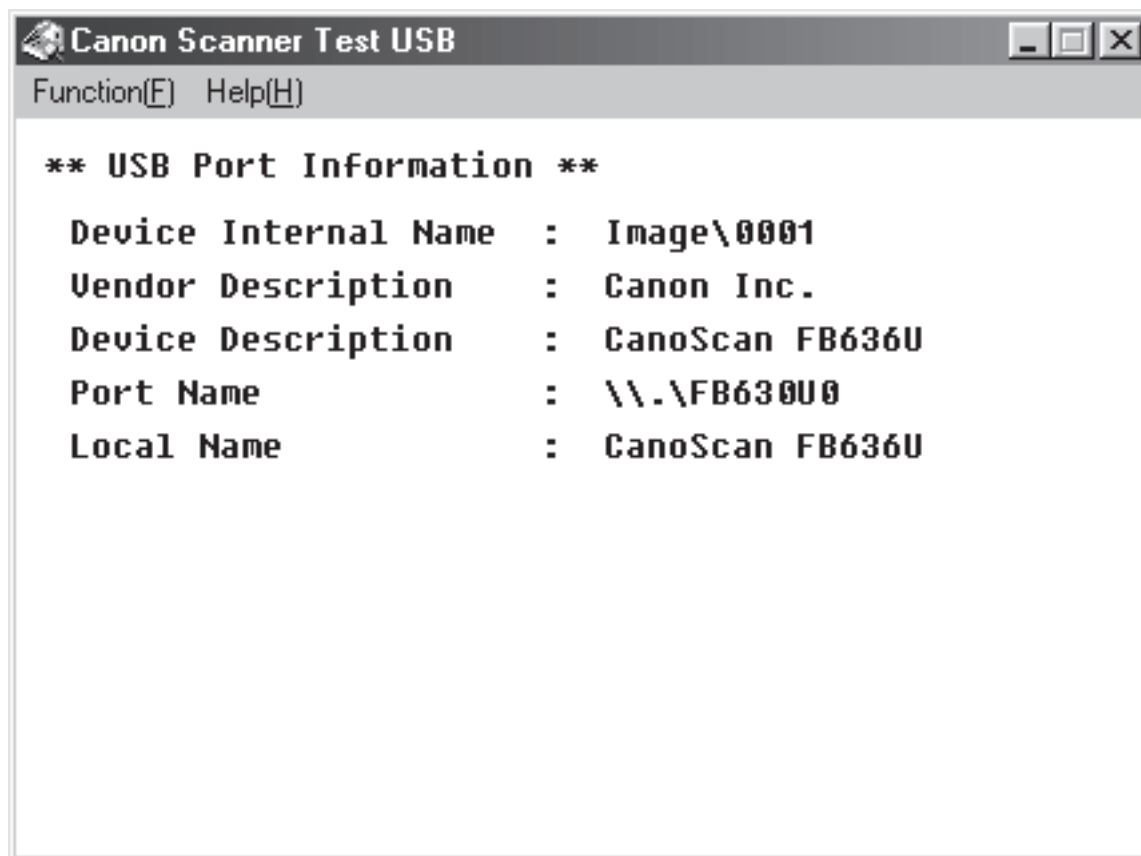 Canon Scanner Test USB
Function(F) Help(H)
** USB Port Information **
Device Internal Name : Image\0001
Vendor Description : Canon Inc.
Device Description : CanoScan FB636U
Port Name : \\.\FB630U0
Local Name : CanoScan FB636U